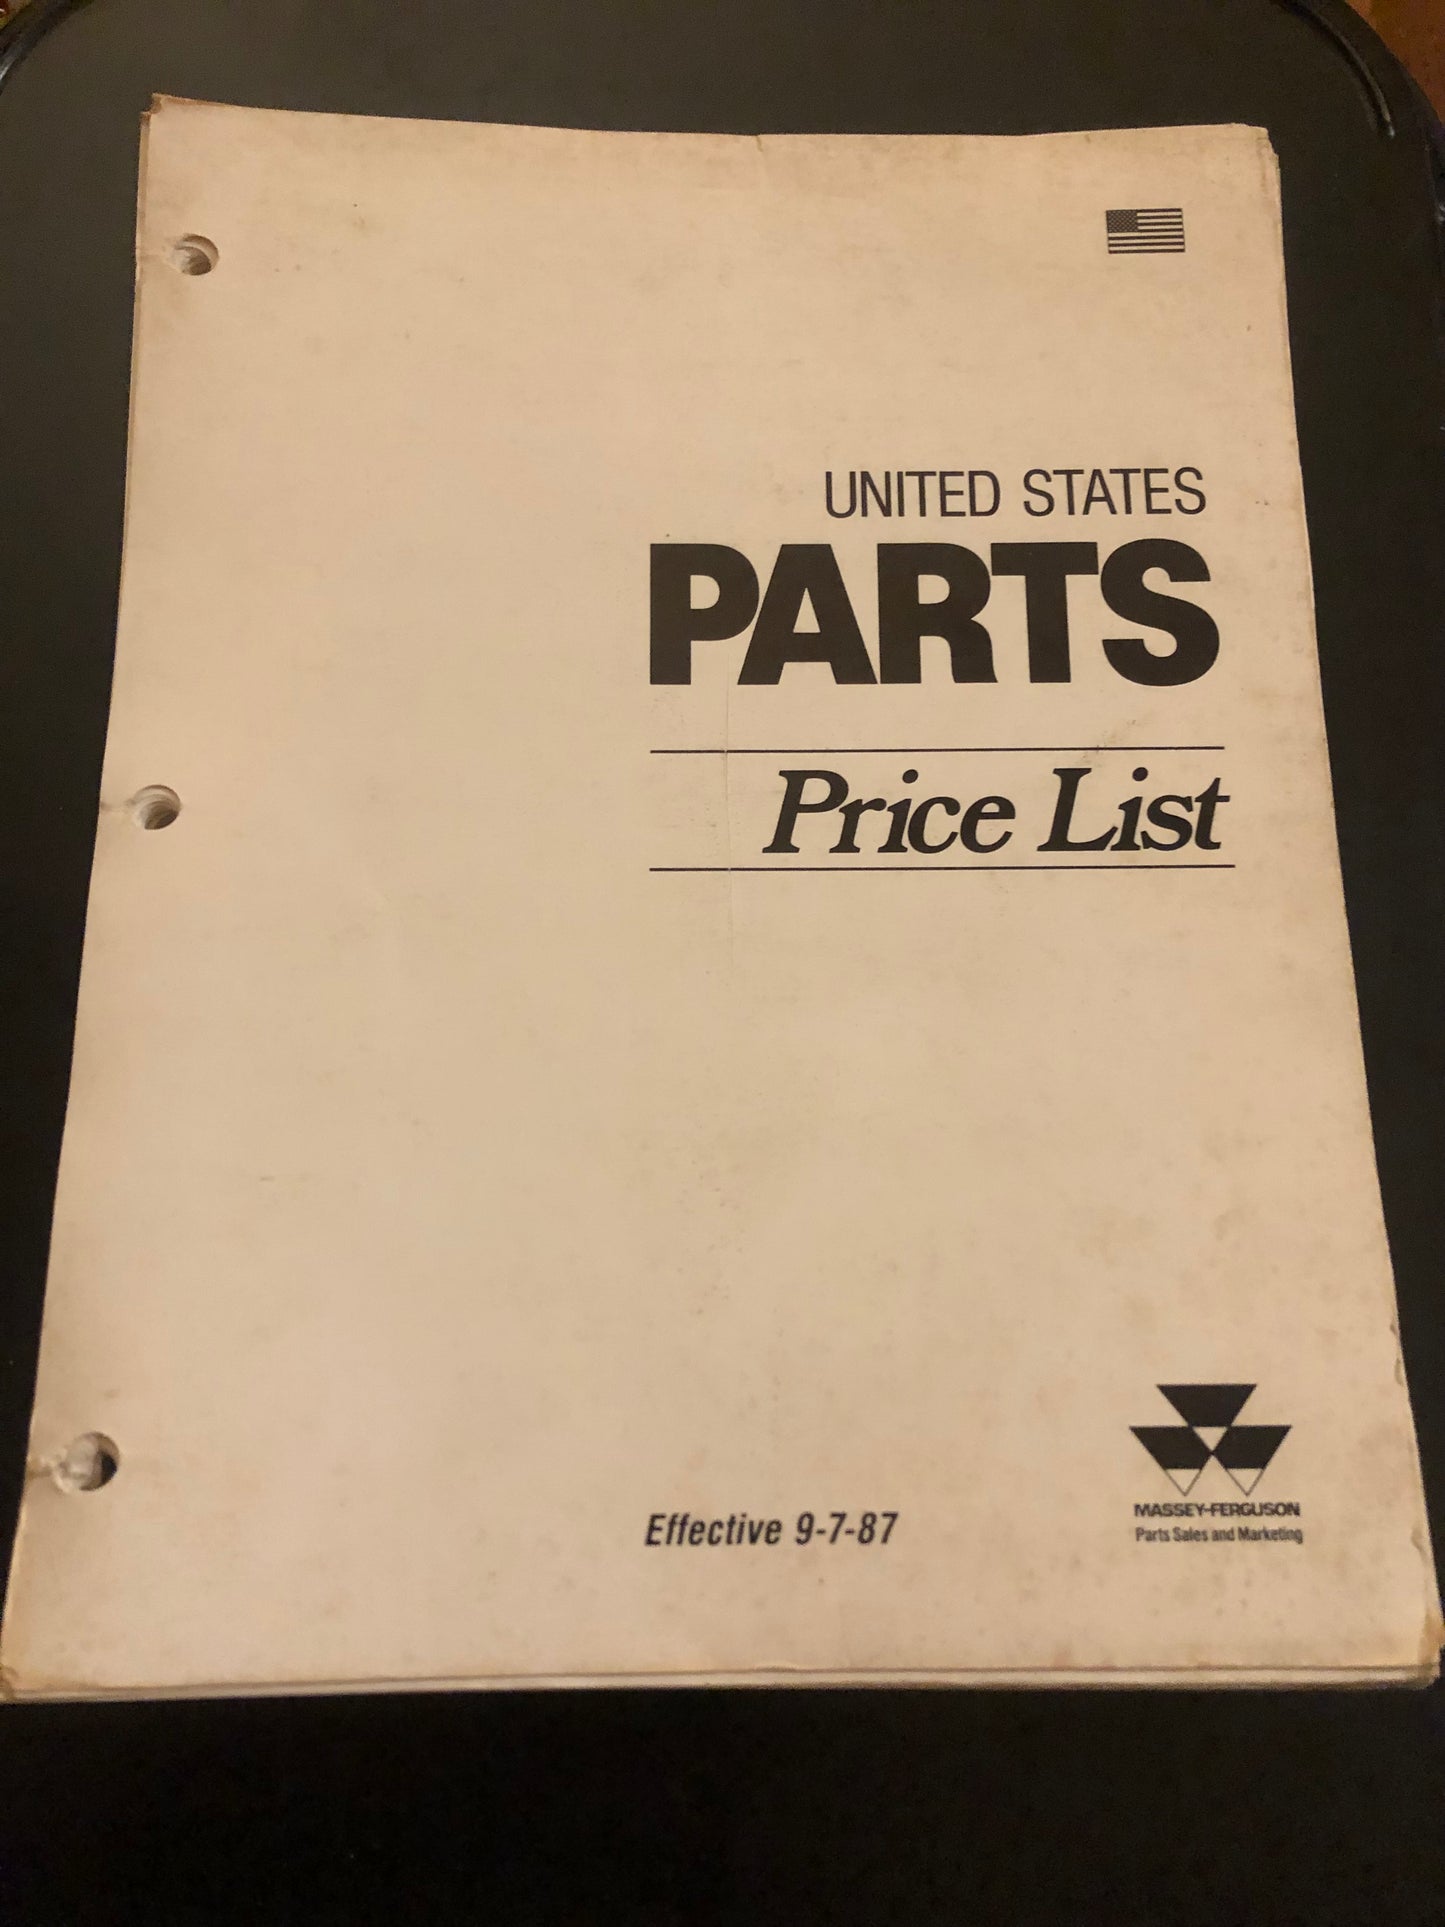 UNITED STATES
PARTS
Price List
Effective 9-7-87
MASSEY-FERGUSON
Parts Sales and Marketing